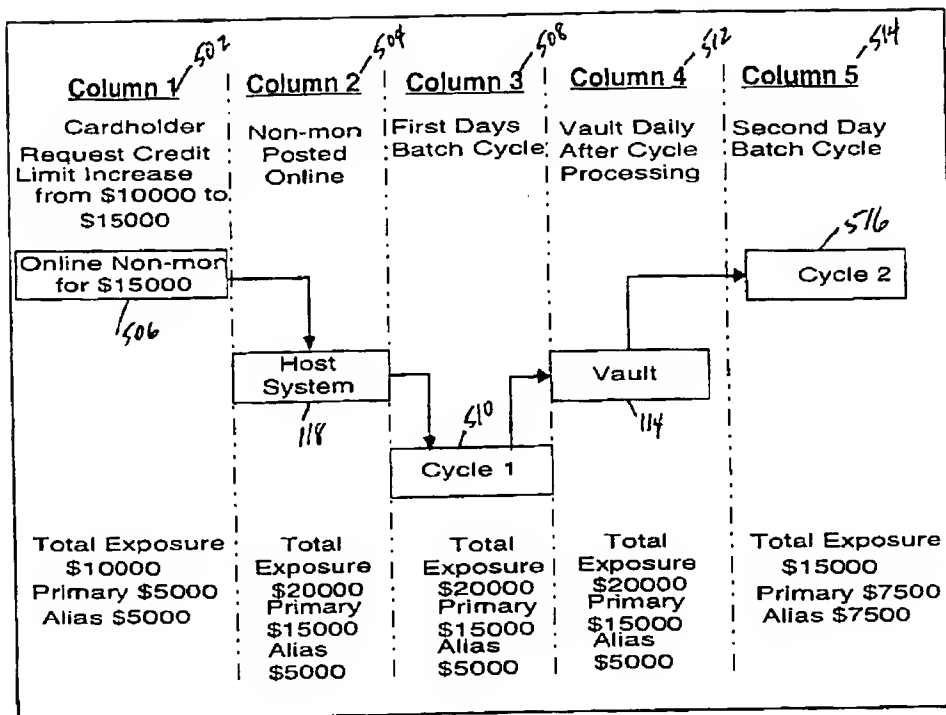 Column 1 502
Cardholder
Request Credit
Limit Increase
from $10000 to
$15000
Online Non-mon
for $15000
506
Total Exposure
$10000
Primary $5000
Alias $5000
Column 2 504
Non-mon
Posted
Online
Host
System
118
Total
Exposure
$20000
Primary
$15000
Alias
$5000
Column 3 508
First Days
Batch Cycle
510
Cycle 1
Total
Exposure
$20000
Primary
$15000
Alias
$5000
Column 4 512
Vault Daily
After Cycle
Processing
Vault
114
Total
Exposure
$20000
Primary
$15000
Alias
$5000
Column 5 514
Second Day
Batch Cycle
516
Cycle 2
Total Exposure
$15000
Primary $7500
Alias $7500